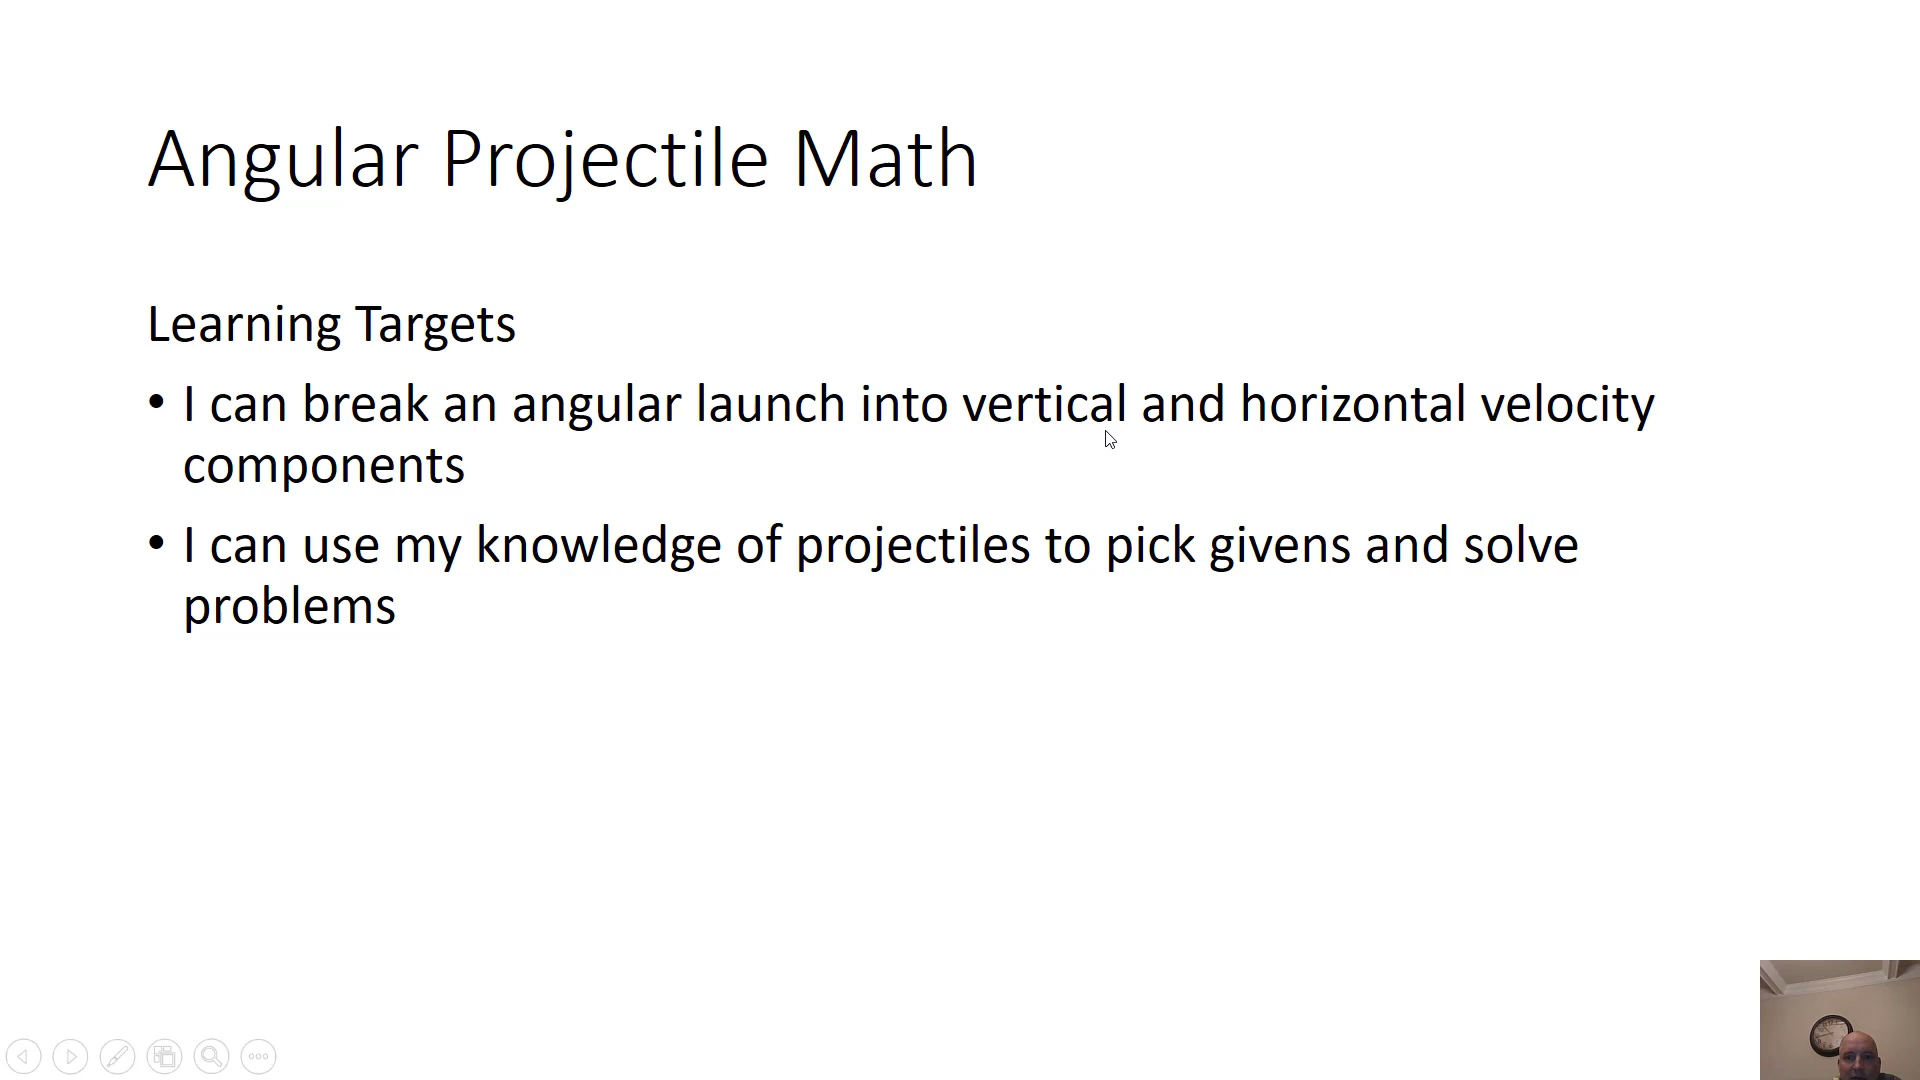 Angular Projectile Math
Learning Targets
• I can break an angular launch into vertical and horizontal velocity
components
• I can use my knowledge of projectiles to pick givens and solve
problems